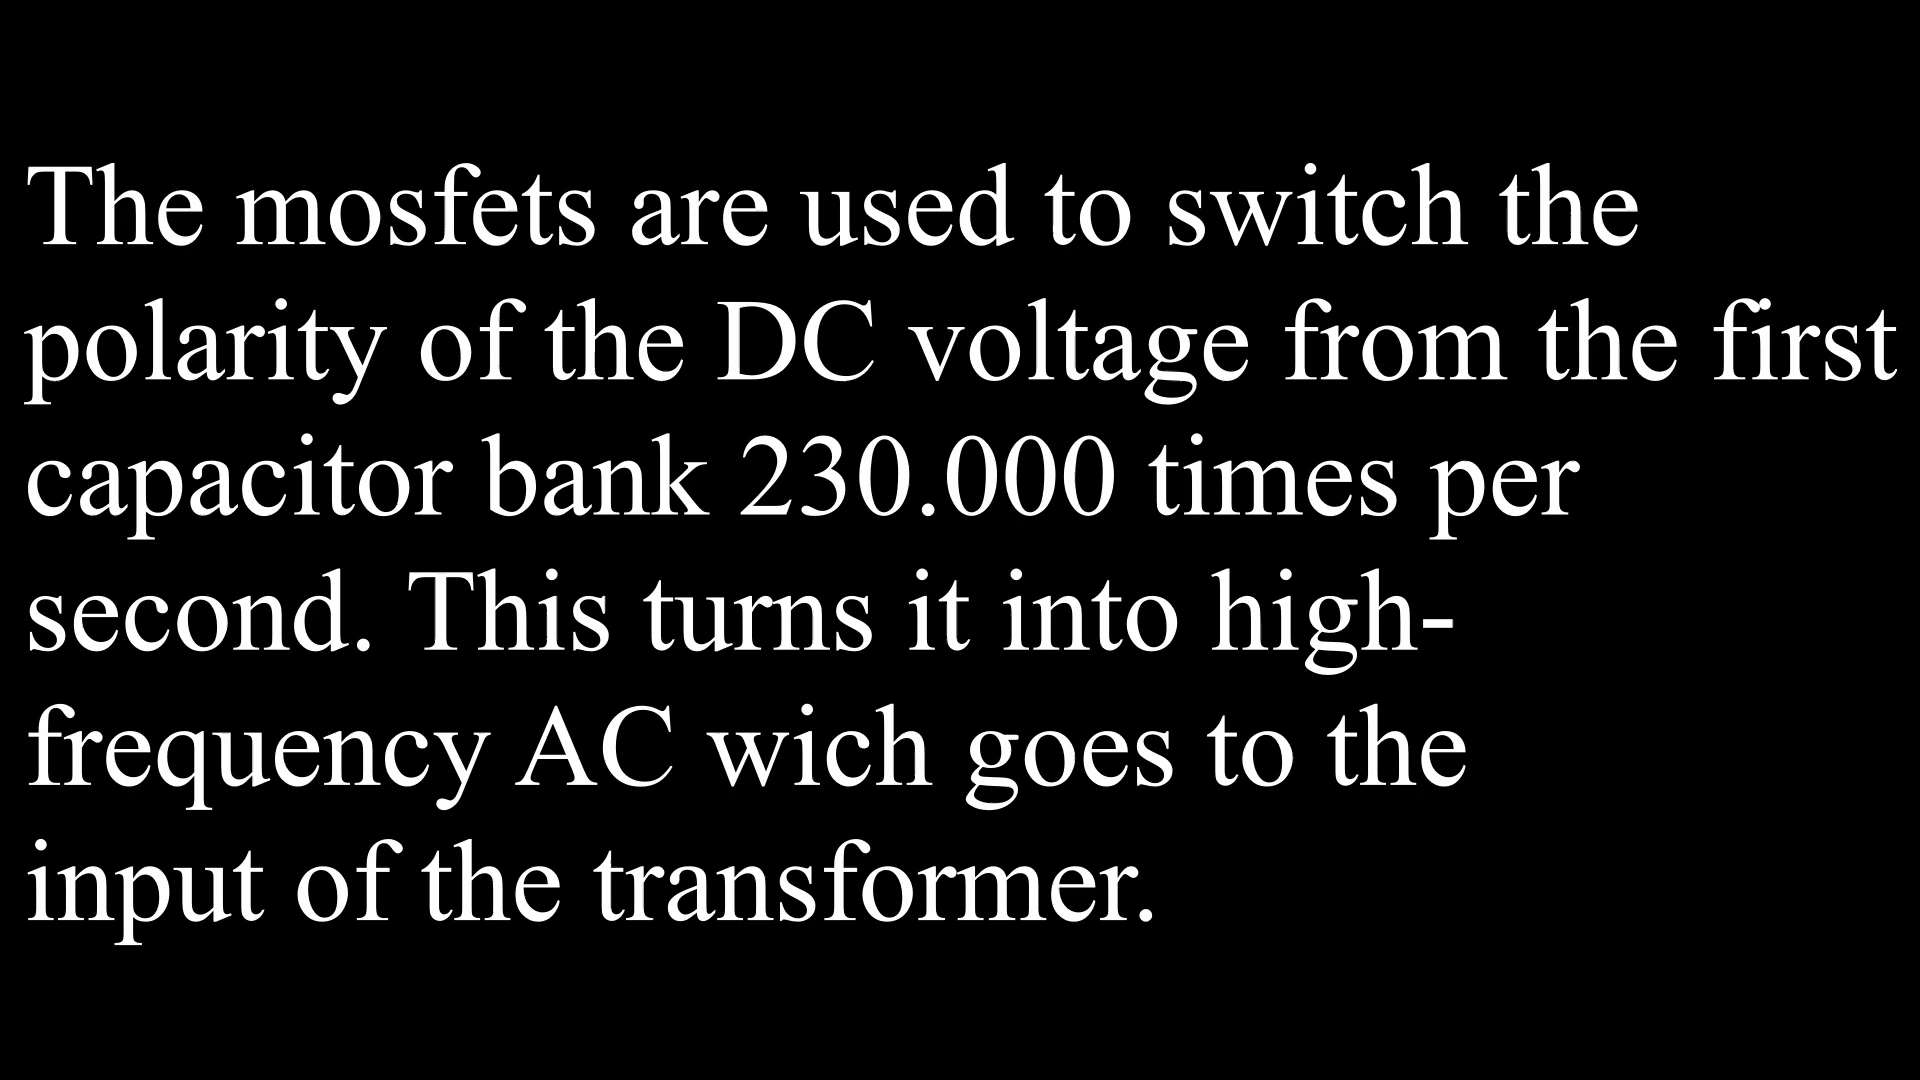 The mosfets are used to switch the
polarity of the DC voltage from the first
capacitor bank 230.000 times per
second. This turns it into high-
frequency AC wich goes to the
input of the transformer.